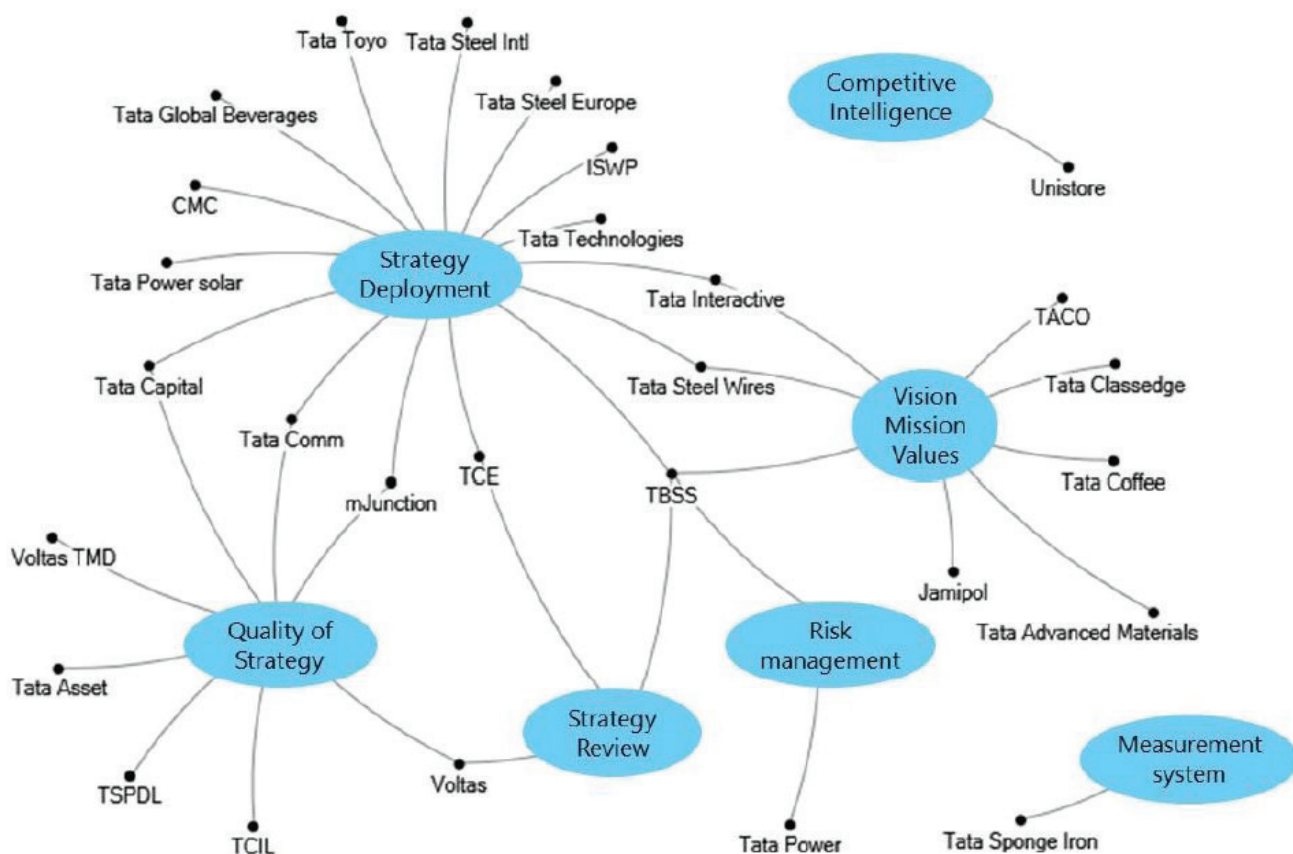 Tata Toyo
Tata Steel Intl
Competitive
Intelligence
Tata Global Beverages
Tata Steel Europe
ISWP
Unistore
CMC
Tata Technologies
Strategy
Deployment
Tata Power solar
Tata Interactive
TACO
Tata Capital
Tata Steel Wires
Tata Classedge
Vision
Mission
Values
Tata Comm
TCE
mJunction
TBSS
Tata Coffee
Voltas TMD
Jamipol
Tata Advanced Materials
Quality of
Strategy
Risk
management
Tata Asset
Strategy
Review
Measurement
system
TSPDL
Voltas
TCIL
Tata Power
Tata Sponge Iron